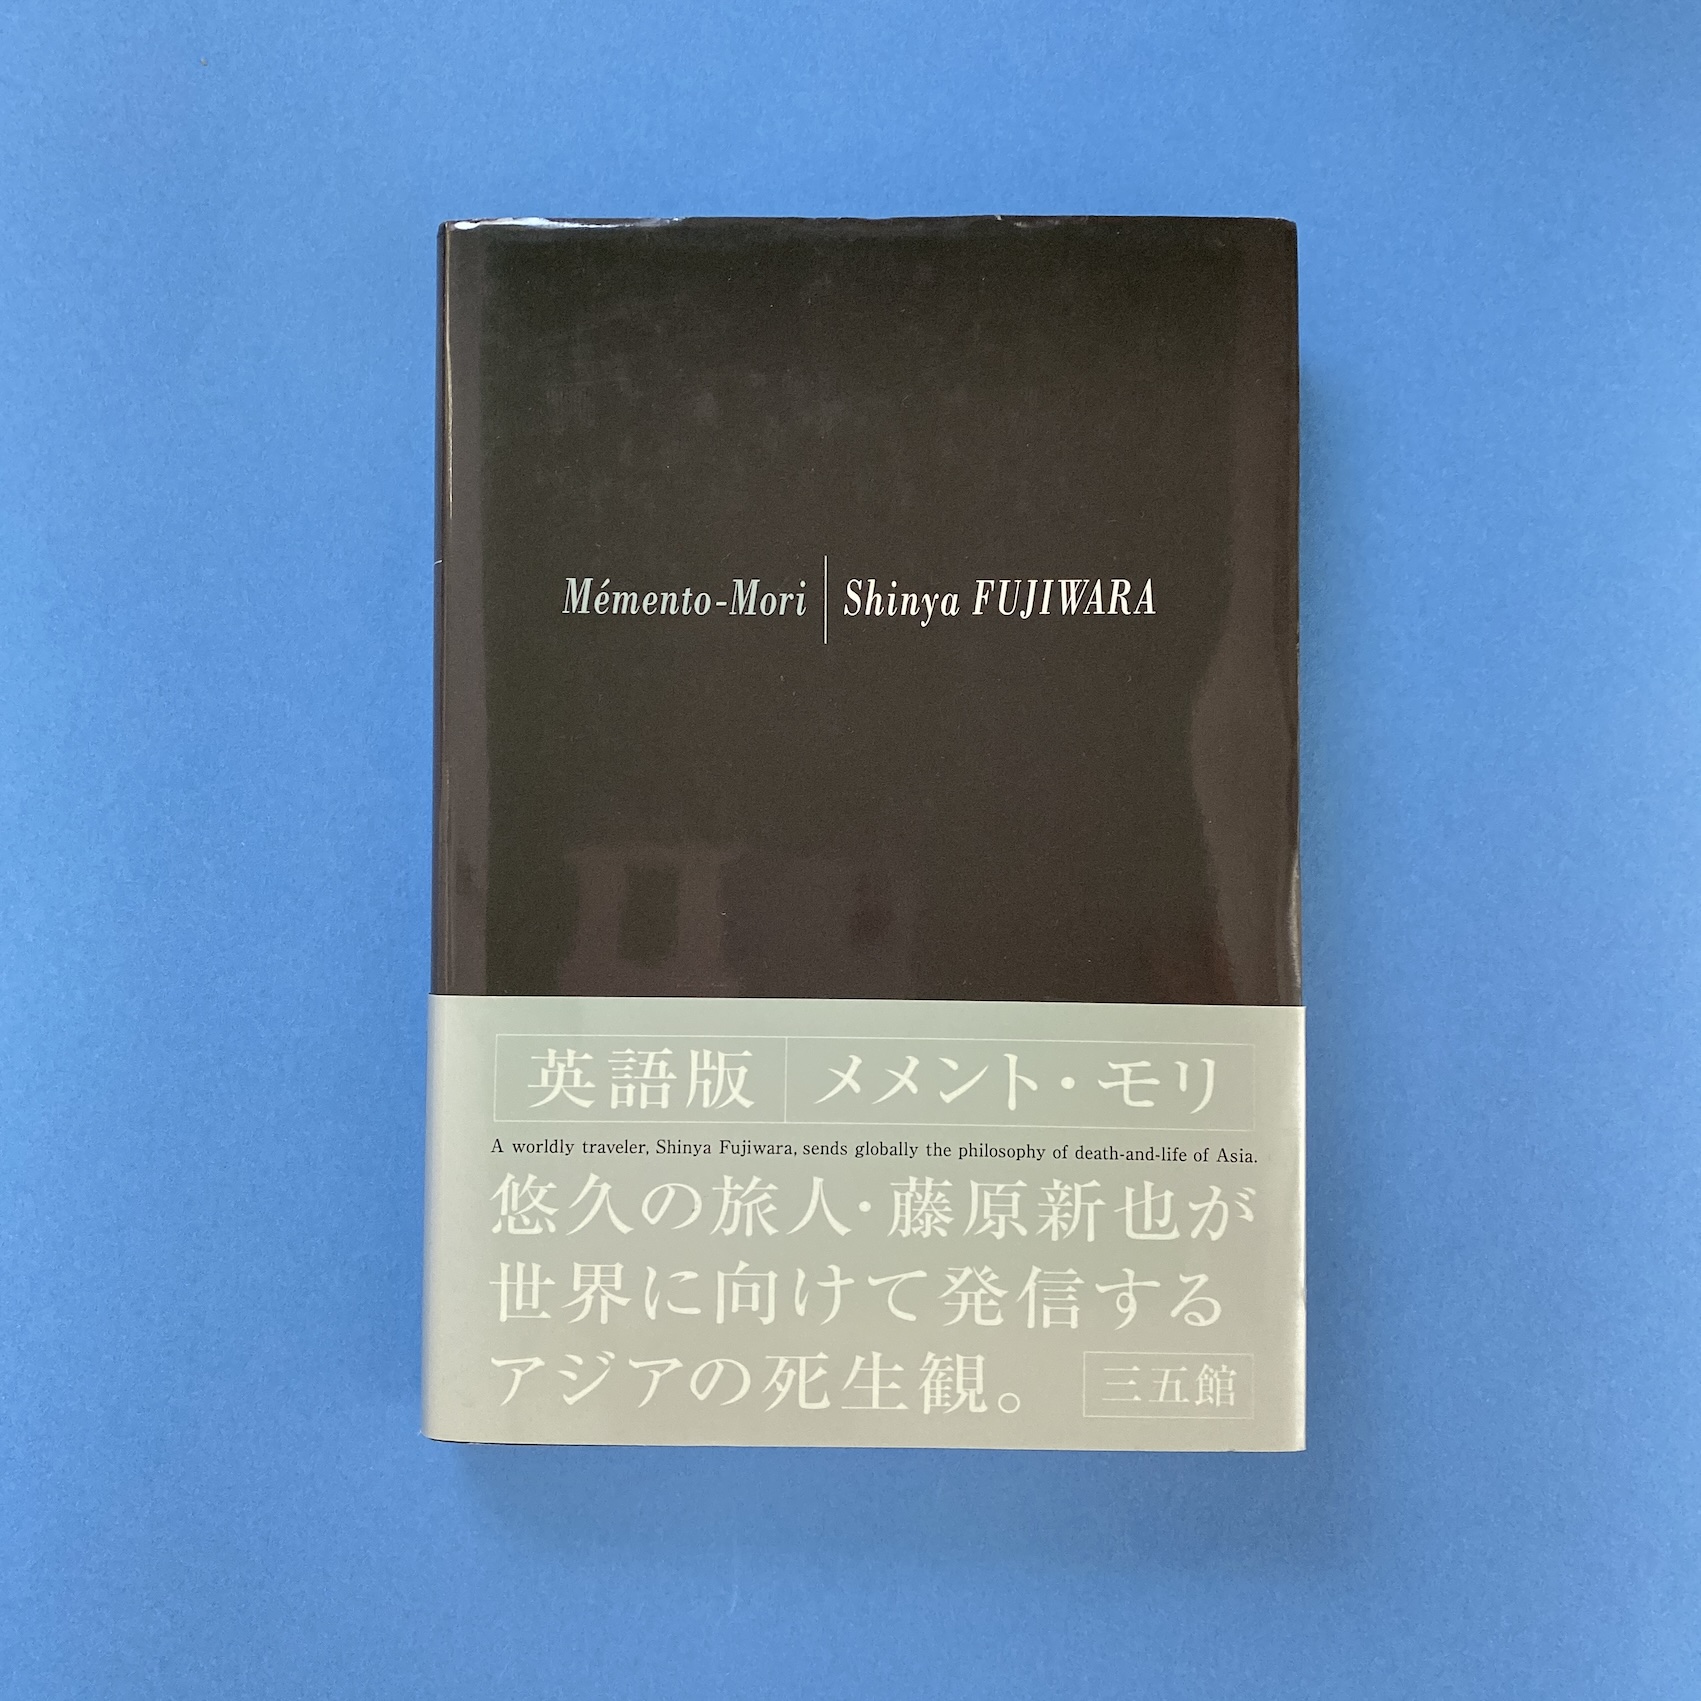 Mémento-Mori | Shinya FUJIWARA
英語版 メメント・モリ
A worldly traveler, Shinya Fujiwara, sends globally the philosophy of death-and-life of Asia.
悠久の旅人・藤原新也が
世界に向けて発信する
アジアの死生観。
三五館